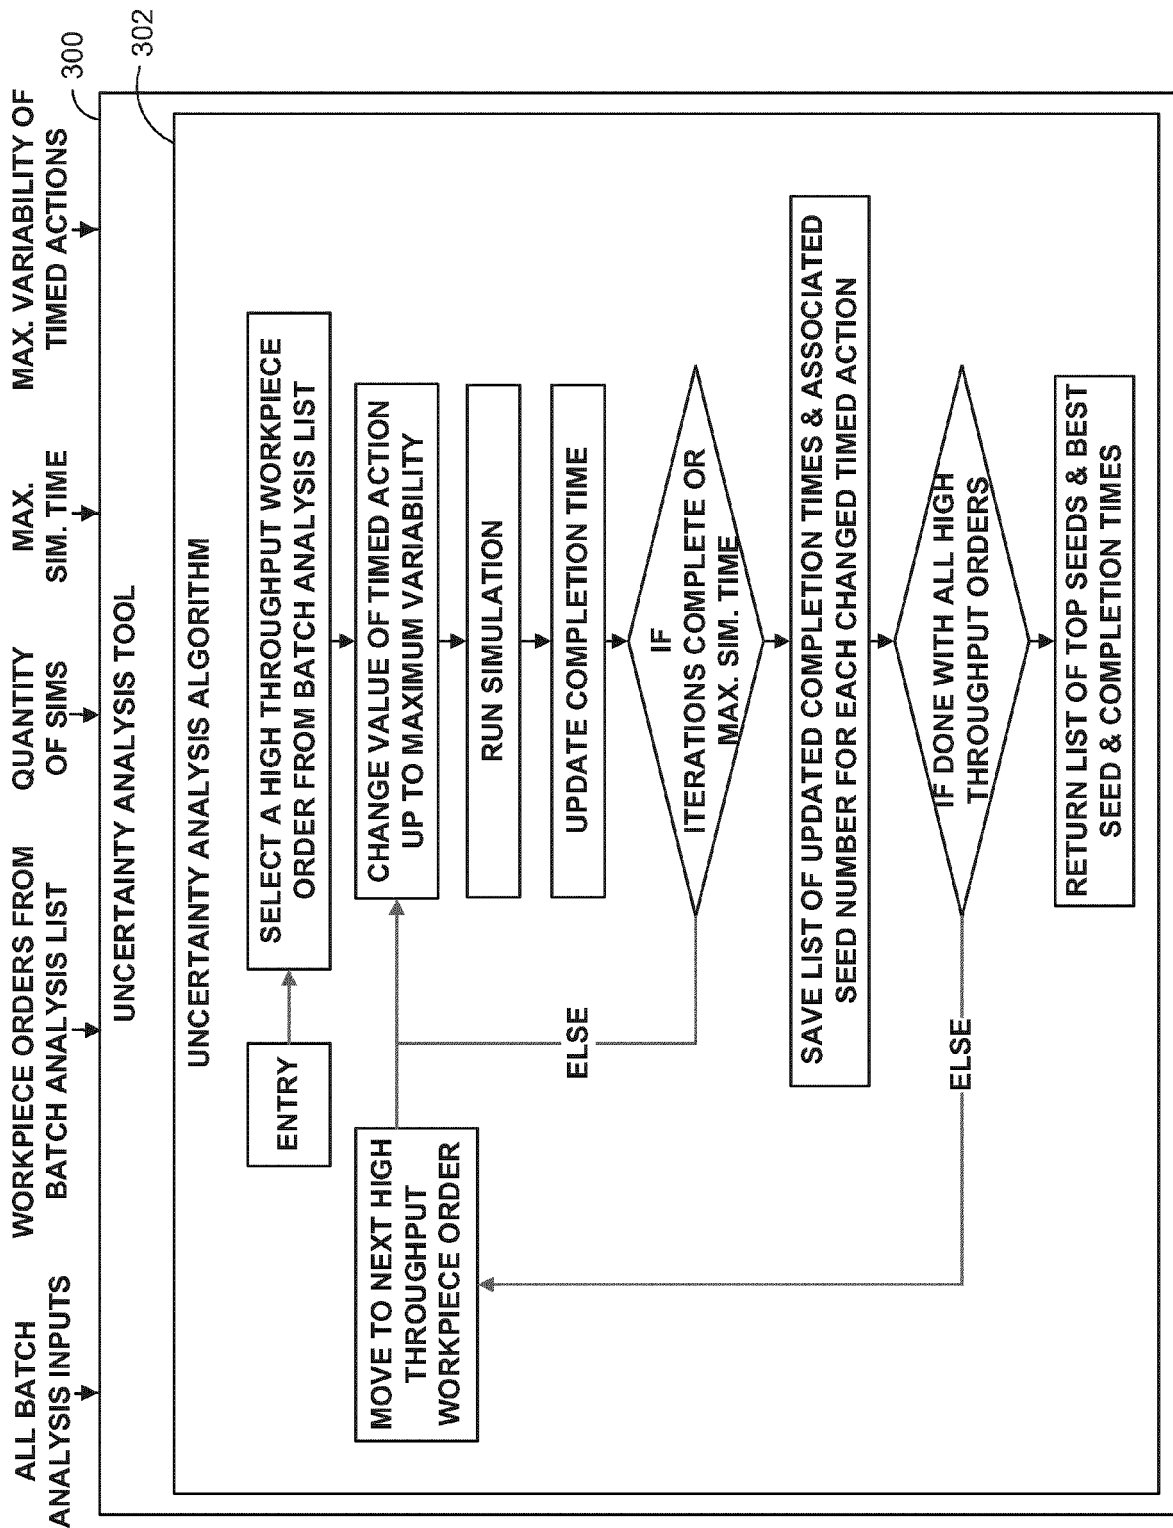 ALL BATCH
ANALYSIS INPUTS
WORKPIECE ORDERS FROM
BATCH ANALYSIS LIST
QUANTITY
OF SIMS
MAX.
SIM. TIME
MAX. VARIABILITY OF
TIMED ACTIONS
300
302
UNCERTAINTY ANALYSIS TOOL
UNCERTAINTY ANALYSIS ALGORITHM
ENTRY
SELECT A HIGH THROUGHPUT WORKPIECE
ORDER FROM BATCH ANALYSIS LIST
MOVE TO NEXT HIGH
THROUGHPUT
WORKPIECE ORDER
CHANGE VALUE OF TIMED ACTION
UP TO MAXIMUM VARIABILITY
RUN SIMULATION
UPDATE COMPLETION TIME
ELSE
IF
ITERATIONS COMPLETE OR
MAX. SIM. TIME
SAVE LIST OF UPDATED COMPLETION TIMES & ASSOCIATED
SEED NUMBER FOR EACH CHANGED TIMED ACTION
ELSE
IF DONE WITH ALL HIGH
THROUGHPUT ORDERS
RETURN LIST OF TOP SEEDS & BEST
SEED & COMPLETION TIMES